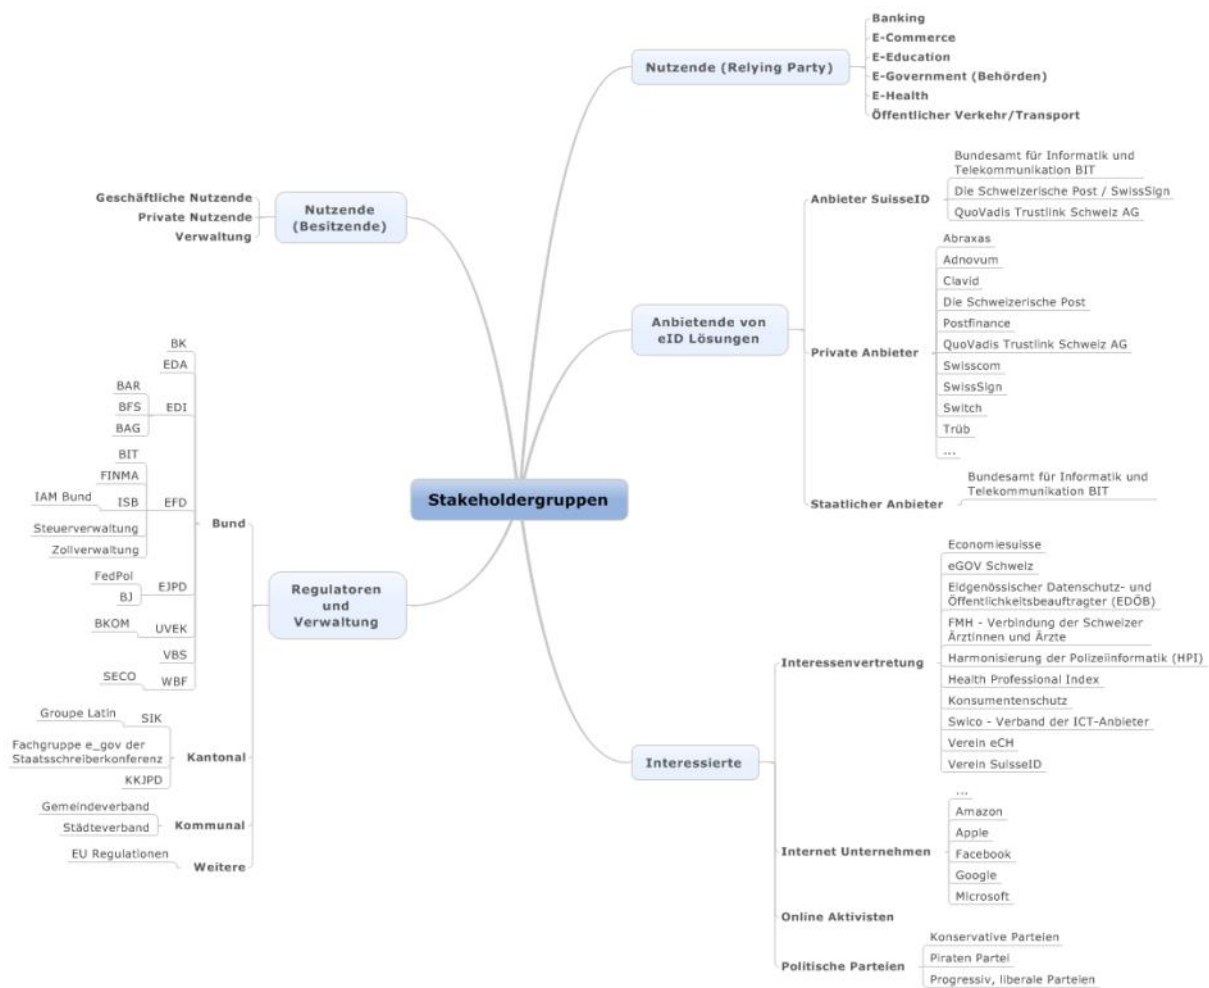 Stakeholdergruppen
Nutzende (Relying Party)
Banking
E-Commerce
E-Education
E-Government (Behörden)
E-Health
Öffentlicher Verkehr/Transport
Anbietende von
eID Lösungen
Anbieter SuisseID
Bundesamt für Informatik und
Telekommunikation BIT
Die Schweizerische Post / SwissSign
QuoVadis Trustlink Schweiz AG
Private Anbieter
Abraxas
Adnovum
Clavid
Die Schweizerische Post
Postfinance
QuoVadis Trustlink Schweiz AG
Swisscom
SwissSign
Switch
Trüb
...
Staatlicher Anbieter
Bundesamt für Informatik und
Telekommunikation BIT
Interessierte
Interessenvertretung
Economiesuisse
eGOV Schweiz
Eidgenössischer Datenschutz- und
Öffentlichkeitsbeauftragter (EDÖB)
FMH - Verbindung der Schweizer
Ärztinnen und Ärzte
Harmonisierung der Polizeiinformatik (HPI)
Health Professional Index
Konsumentenschutz
Swico - Verband der ICT-Anbieter
Verein eCH
Verein SuisseID
Internet Unternehmen
...
Amazon
Apple
Facebook
Google
Microsoft
Online Aktivisten
Politische Parteien
Konservative Parteien
Piraten Partei
Progressiv, liberale Parteien
Nutzende
(Besitzende)
Geschäftliche Nutzende
Private Nutzende
Verwaltung
Regulatoren
und
Verwaltung
Bund
BK
EDA
EDI
BAR
BFS
BAG
EFD
BIT
FINMA
ISB
IAM Bund
Steuerverwaltung
Zollverwaltung
EJPD
FedPol
BJ
UVEK
BKOM
VBS
WBF
SECO
Kantonal
SIK
Groupe Latin
Fachgruppe e_gov der
Staatsschreiberkonferenz
KKJPD
Kommunal
Gemeindeverband
Städteverband
Weitere
EU Regulationen